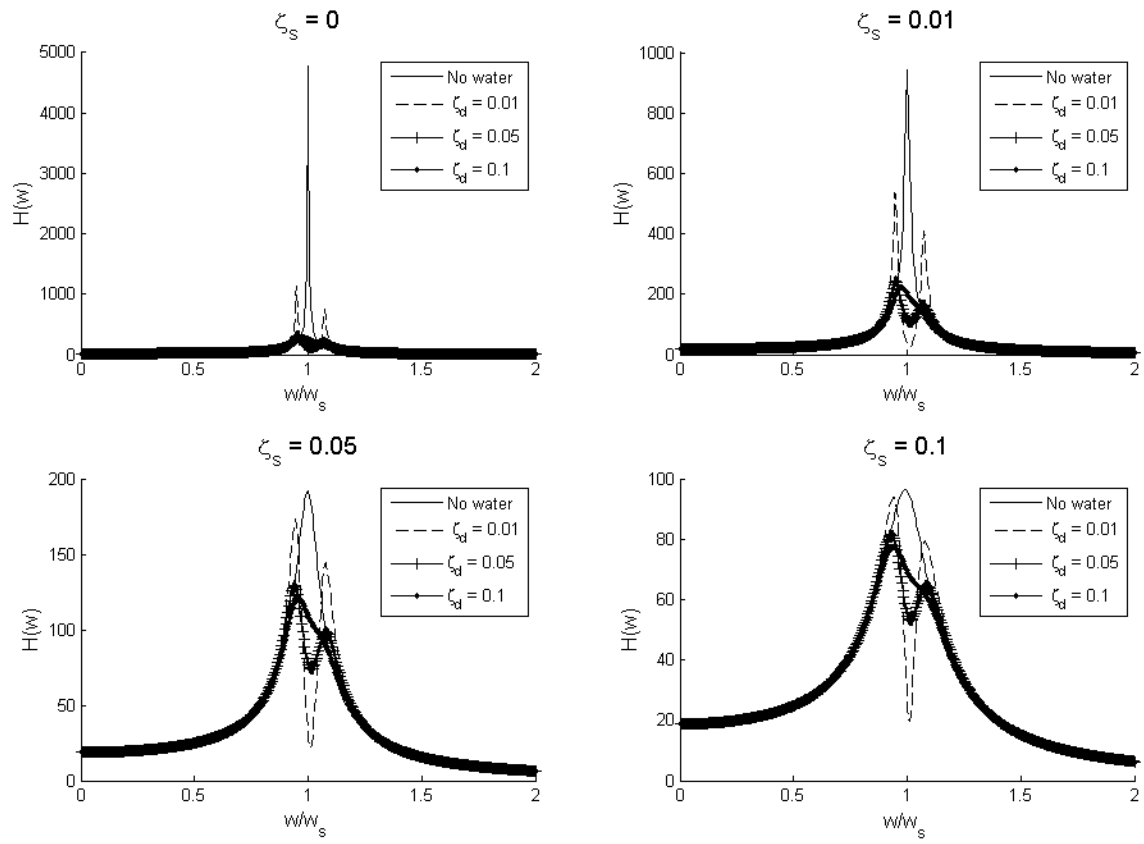 ζS = 0
5000
4000
3000
2000
1000
0
H(w)
0
0.5
1
1.5
2
w/ws
No water
ζd = 0.01
ζd = 0.05
ζd = 0.1
ζS = 0.01
1000
800
600
400
200
0
H(w)
0
0.5
1
1.5
2
w/ws
No water
ζd = 0.01
ζd = 0.05
ζd = 0.1
ζS = 0.05
200
150
100
50
0
H(w)
0
0.5
1
1.5
2
w/ws
No water
ζd = 0.01
ζd = 0.05
ζd = 0.1
ζS = 0.1
100
80
60
40
20
0
H(w)
0
0.5
1
1.5
2
w/ws
No water
ζd = 0.01
ζd = 0.05
ζd = 0.1